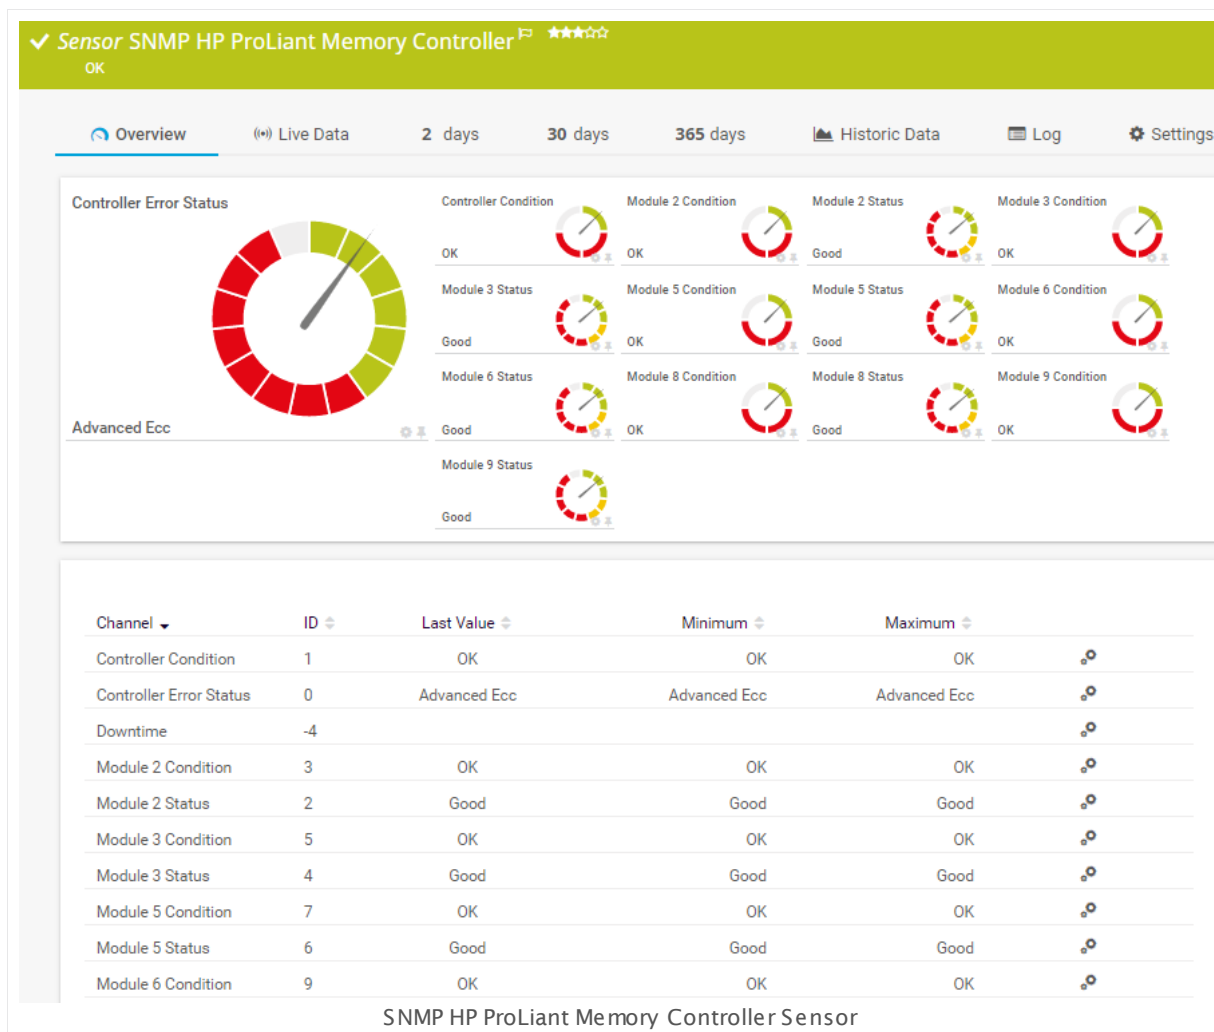 Sensor SNMP HP ProLiant Memory Controller
OK
Overview
Live Data
2 days
30 days
365 days
Historic Data
Log
Settings
Controller Error Status
Advanced Ecc
Controller Condition
OK
Module 2 Condition
OK
Module 2 Status
Good
Module 3 Condition
OK
Module 3 Status
Good
Module 5 Condition
OK
Module 5 Status
Good
Module 6 Condition
OK
Module 6 Status
Good
Module 8 Condition
OK
Module 8 Status
Good
Module 9 Condition
OK
Module 9 Status
Good
Channel ID Last Value Minimum Maximum
Controller Condition 1 OK OK OK
Controller Error Status 0 Advanced Ecc Advanced Ecc Advanced Ecc
Downtime -4
Module 2 Condition 3 OK OK OK
Module 2 Status 2 Good Good Good
Module 3 Condition 5 OK OK OK
Module 3 Status 4 Good Good Good
Module 5 Condition 7 OK OK OK
Module 5 Status 6 Good Good Good
Module 6 Condition 9 OK OK OK
SNMP HP ProLiant Memory Controller Sensor